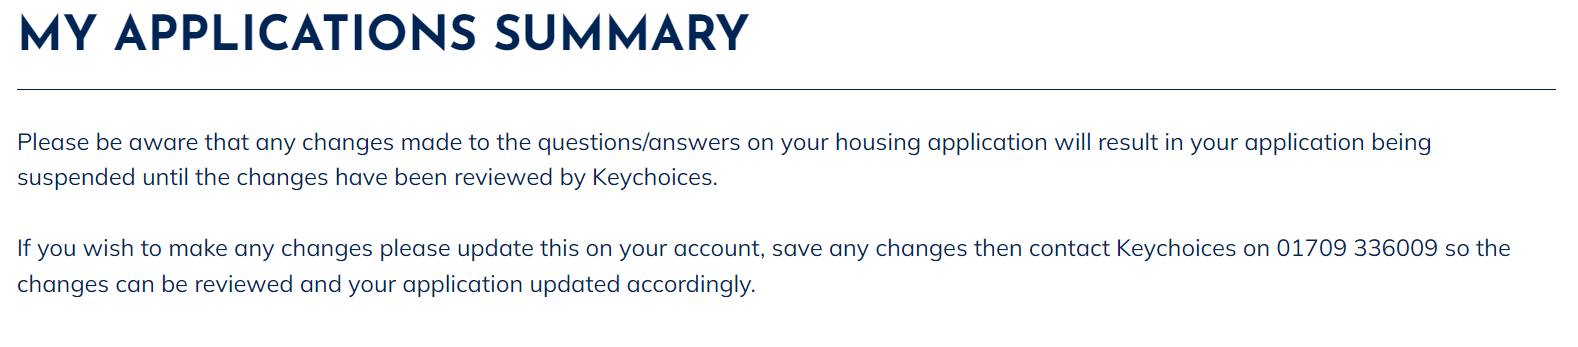 MY APPLICATIONS SUMMARY
Please be aware that any changes made to the questions/answers on your housing application will result in your application being
suspended until the changes have been reviewed by Keychoices.
If you wish to make any changes please update this on your account, save any changes then contact Keychoices on 01709 336009 so the
changes can be reviewed and your application updated accordingly.